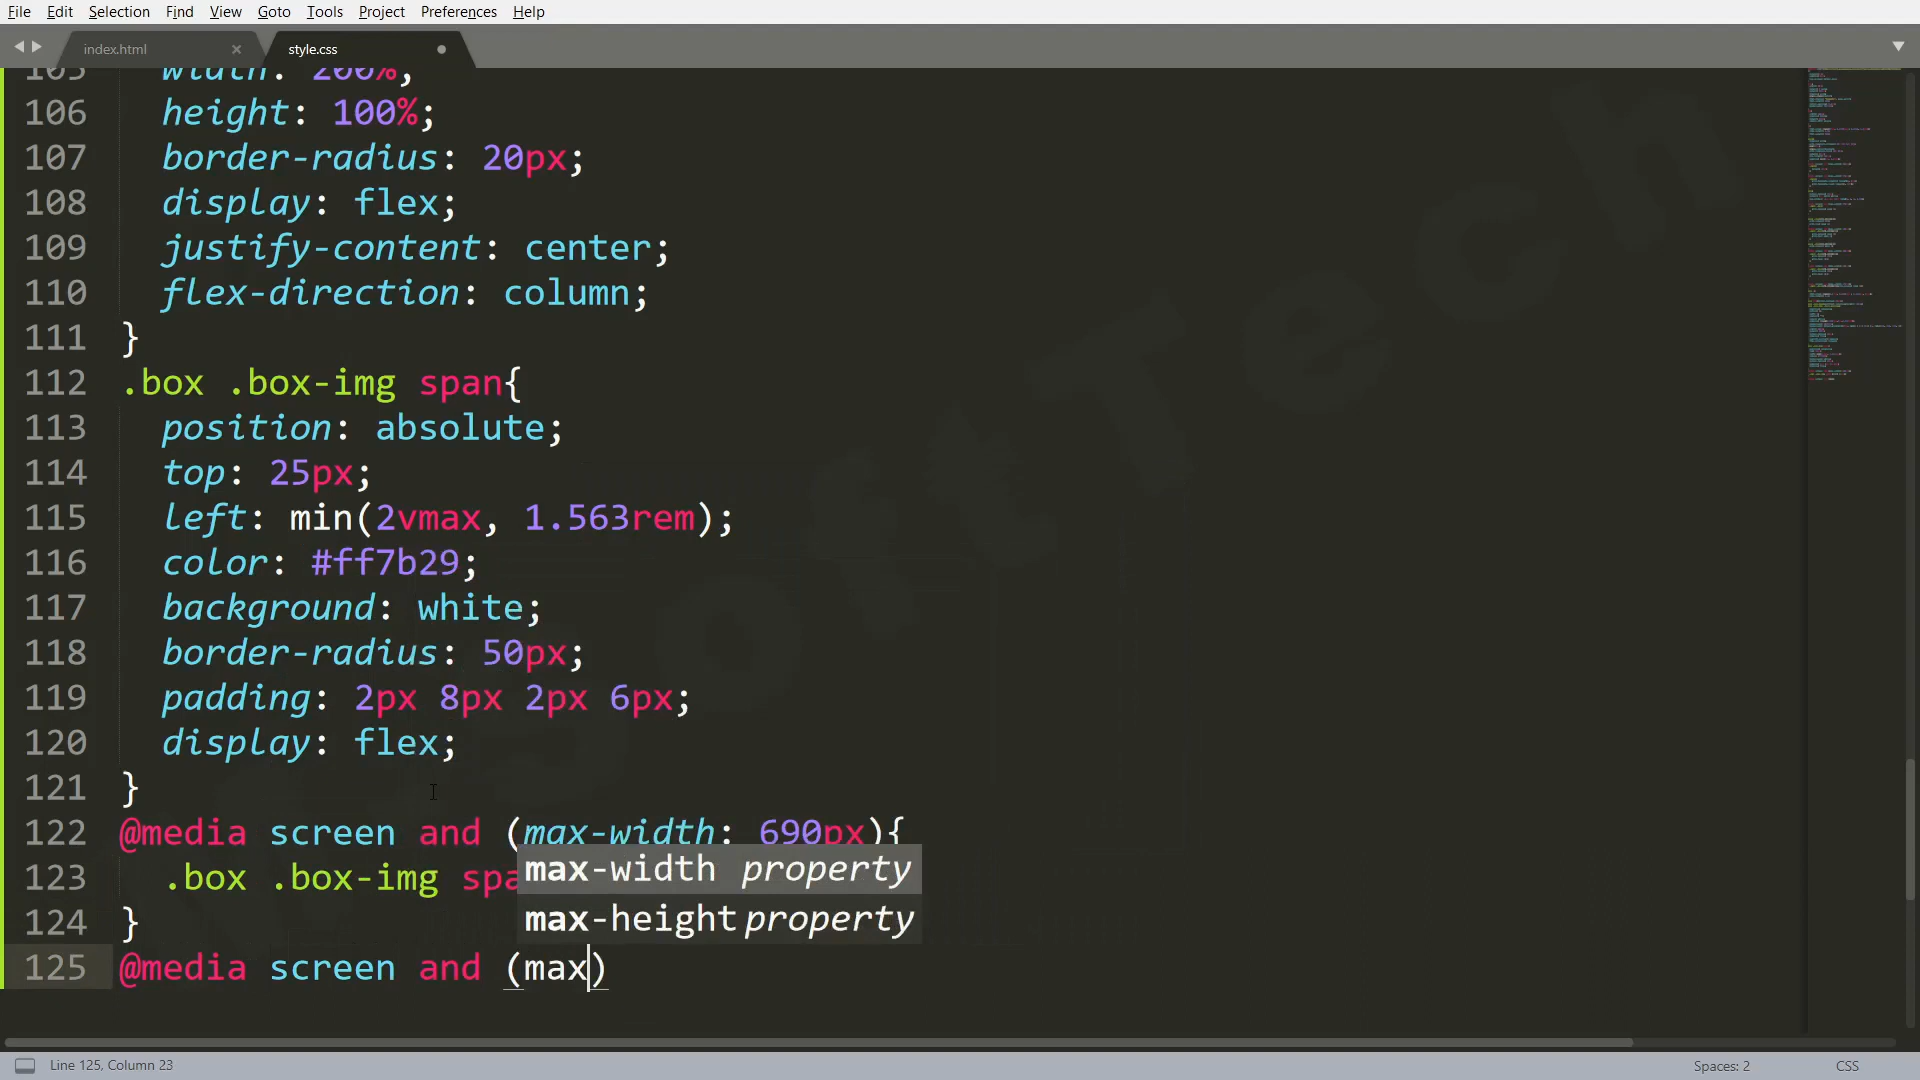 File Edit Selection Find View Goto Tools Project Preferences Help
index.html × style.css
105 width: 200%;
106 height: 100%;
107 border-radius: 20px;
108 display: flex;
109 justify-content: center;
110 flex-direction: column;
111 }
112 .box .box-img span{
113 position: absolute;
114 top: 25px;
115 left: min(2vmax, 1.563rem);
116 color: #ff7b29;
117 background: white;
118 border-radius: 50px;
119 padding: 2px 8px 2px 6px;
120 display: flex;
121 }
122 @media screen and (max-width: 690px){
max-width property
123 .box .box-img spa
max-height property
124 }
125 @media screen and (max)
Line 125, Column 23 Spaces: 2 CSS